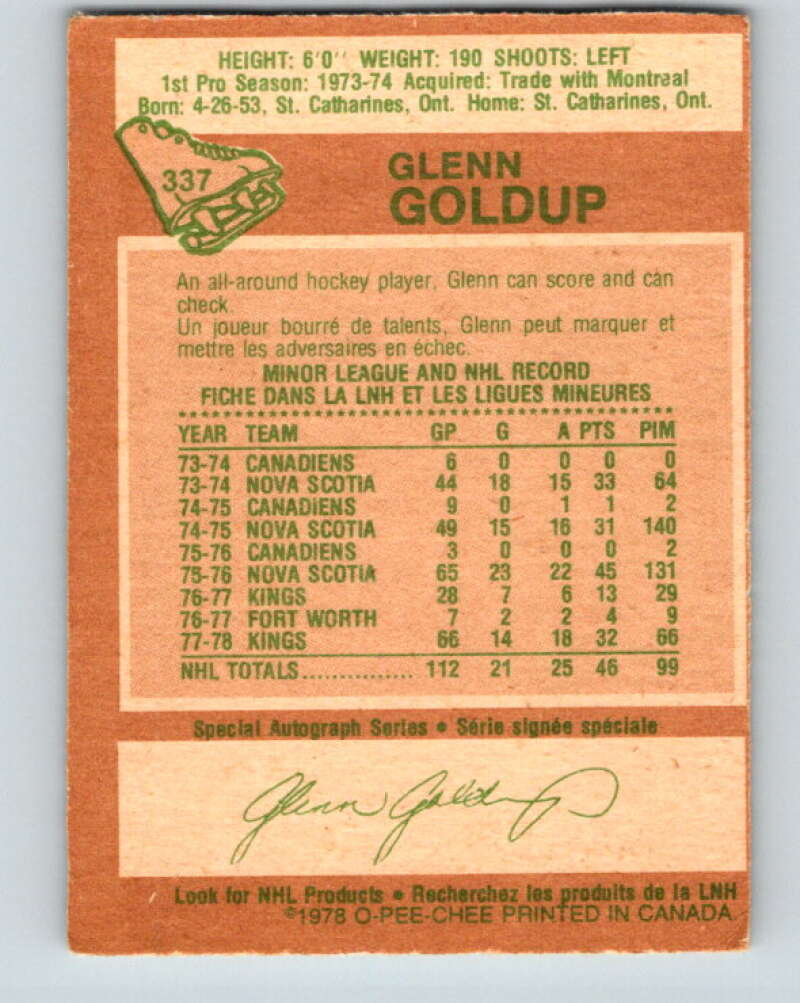 HEIGHT: 6'0'' WEIGHT: 190 SHOOTS: LEFT
1st Pro Season: 1973-74 Acquired: Trade with Montreal
Born: 4-26-53, St. Catharines, Ont. Home: St. Catharines, Ont.
337
GLENN
GOLDUP
An all-around hockey player, Glenn can score and can
check.
Un joueur bourré de talents, Glenn peut marquer et
mettre les adversaires en échec.
MINOR LEAGUE AND NHL RECORD
FICHE DANS LA LNH ET LES LIGUES MINEURES
YEAR TEAM GP G A PTS PIM
73-74 CANADIENS 6 0 0 0 0
73-74 NOVA SCOTIA 44 18 15 33 64
74-75 CANADIENS 9 0 1 1 2
74-75 NOVA SCOTIA 49 15 16 31 140
75-76 CANADIENS 3 0 0 0 2
75-76 NOVA SCOTIA 65 23 22 45 131
76-77 KINGS 28 7 6 13 29
76-77 FORT WORTH 7 2 2 4 9
77-78 KINGS 66 14 18 32 66
NHL TOTALS............... 112 21 25 46 99
Special Autograph Series • Série signée spéciale
Glenn Goldup
Look for NHL Products • Recherchez les produits de la LNH
©1978 O-PEE-CHEE PRINTED IN CANADA